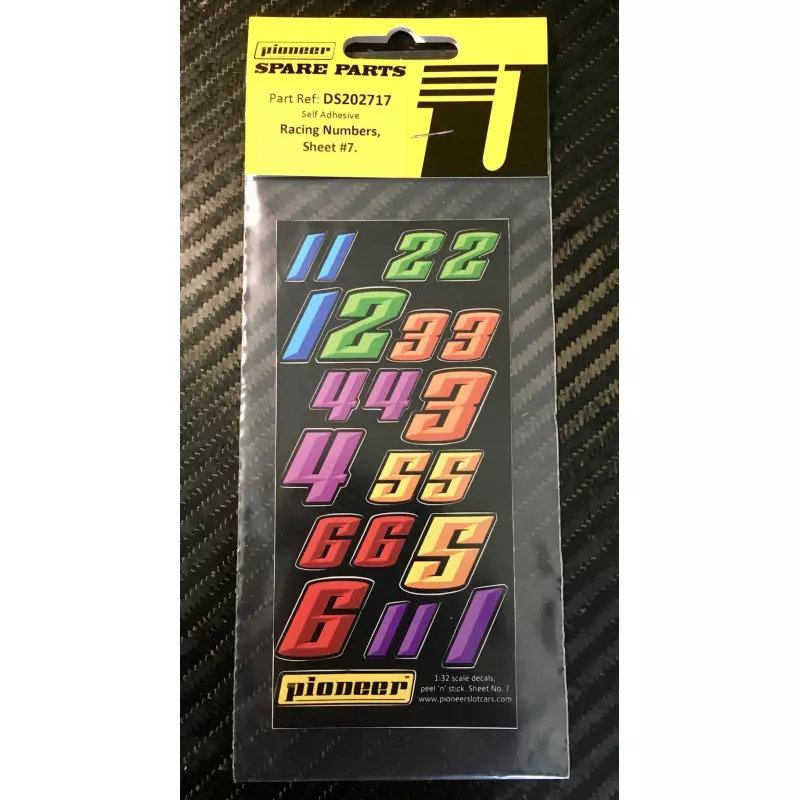 pioneer
SPARE PARTS
Part Ref: DS202717
Self Adhesive
Racing Numbers,
Sheet #7.
11 22
12 33
44 3
4 55
66 5
6 11 1
pioneer
1:32 scale decals,
peel 'n' stick. Sheet No. 7
www.pioneerslotcars.com